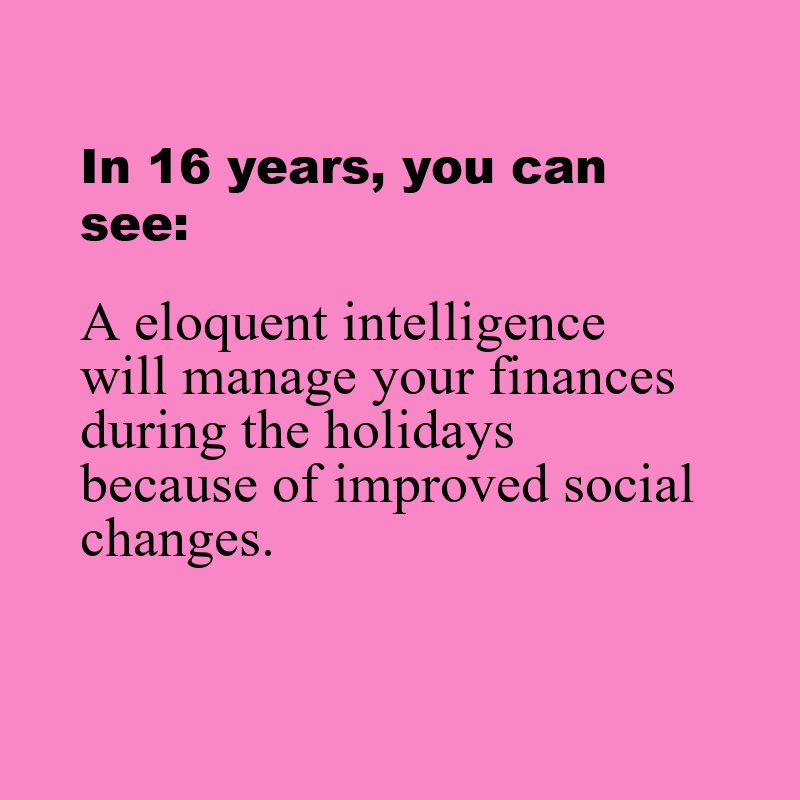 In 16 years, you can
see:
A eloquent intelligence
will manage your finances
during the holidays
because of improved social
changes.